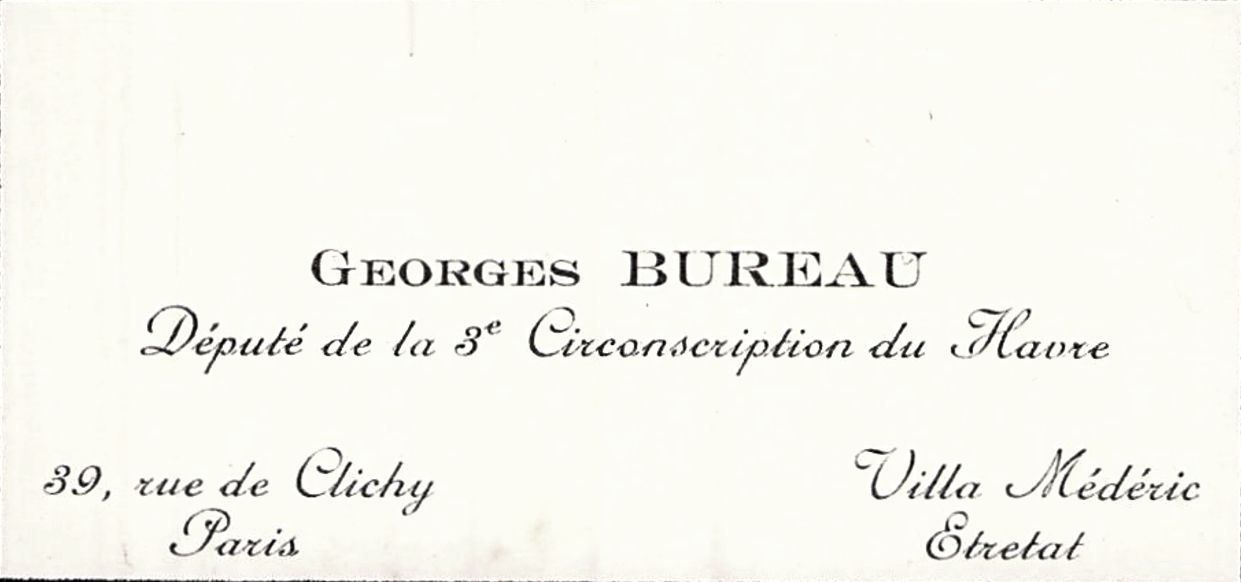 GEORGES BUREAU
Député de la 3e Circonscription du Havre
39, rue de Clichy
Paris
Villa Médéric
Etretat